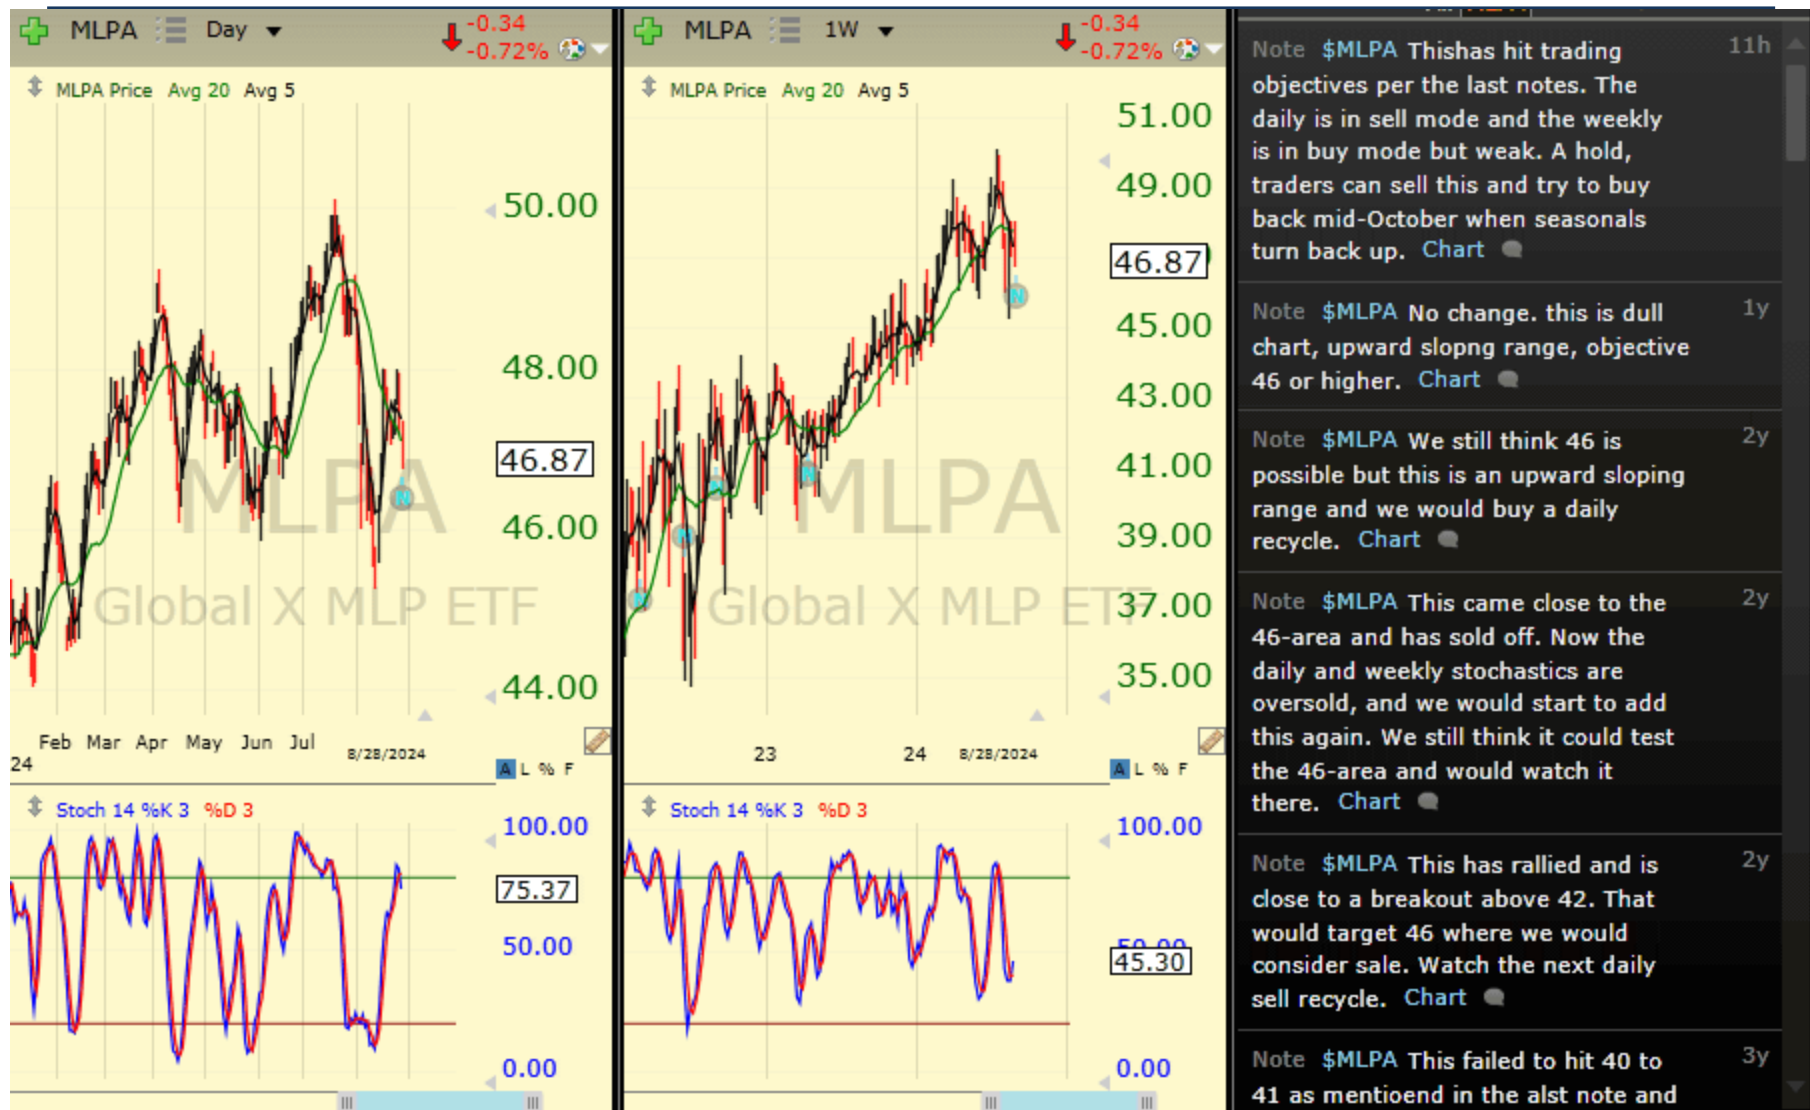 MLPA Day -0.34
-0.72%
MLPA Price Avg 20 Avg 5
50.00
48.00
46.87
46.00
44.00
MLPA
Global X MLP ETF
Feb Mar Apr May Jun Jul 8/28/2024
24
A L % F
Stoch 14 %K 3 %D 3
100.00
75.37
50.00
0.00
MLPA 1W -0.34
-0.72%
MLPA Price Avg 20 Avg 5
51.00
49.00
46.87
45.00
43.00
41.00
39.00
37.00
35.00
N
N
N
N
N
N
MLPA
Global X MLP ETF
23 24 8/28/2024
A L % F
Stoch 14 %K 3 %D 3
100.00
50.00
45.30
0.00
Note $MLPA Thishas hit trading 11h
objectives per the last notes. The
daily is in sell mode and the weekly
is in buy mode but weak. A hold,
traders can sell this and try to buy
back mid-October when seasonals
turn back up. Chart
Note $MLPA No change. this is dull 1y
chart, upward slopng range, objective
46 or higher. Chart
Note $MLPA We still think 46 is 2y
possible but this is an upward sloping
range and we would buy a daily
recycle. Chart
Note $MLPA This came close to the 2y
46-area and has sold off. Now the
daily and weekly stochastics are
oversold, and we would start to add
this again. We still think it could test
the 46-area and would watch it
there. Chart
Note $MLPA This has rallied and is 2y
close to a breakout above 42. That
would target 46 where we would
consider sale. Watch the next daily
sell recycle. Chart
Note $MLPA This failed to hit 40 to 3y
41 as mentioend in the alst note and